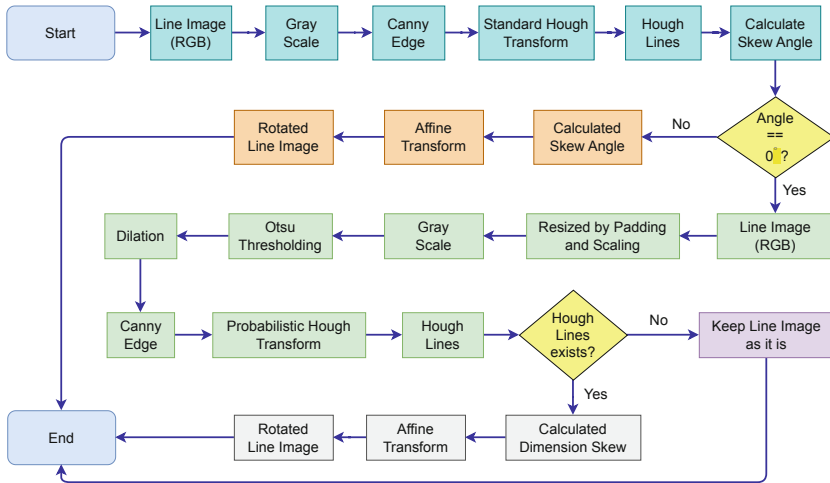 Start
Line Image
(RGB)
Gray
Scale
Canny
Edge
Standard Hough
Transform
Hough
Lines
Calculate
Skew Angle
Angle
==
0°?
No
Calculated
Skew Angle
Affine
Transform
Rotated
Line Image
Yes
Line Image
(RGB)
Resized by Padding
and Scaling
Gray
Scale
Otsu
Thresholding
Dilation
Canny
Edge
Probabilistic Hough
Transform
Hough
Lines
Hough
Lines
exists?
No
Keep Line Image
as it is
Yes
Calculated
Dimension Skew
Affine
Transform
Rotated
Line Image
End